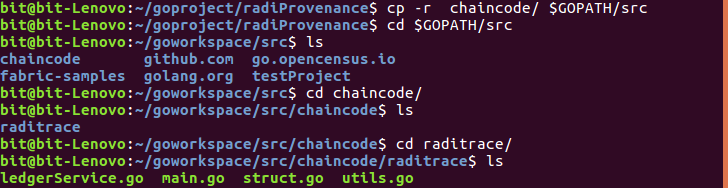 bit@bit-Lenovo:~/goproject/radiProvenance$ cp -r  chaincode/ $GOPATH/src
bit@bit-Lenovo:~/goproject/radiProvenance$ cd $GOPATH/src
bit@bit-Lenovo:~/goworkspace/src$ ls
chaincode       github.com  go.opencensus.io
fabric-samples  golang.org  testProject
bit@bit-Lenovo:~/goworkspace/src$ cd chaincode/
bit@bit-Lenovo:~/goworkspace/src/chaincode$ ls
raditrace
bit@bit-Lenovo:~/goworkspace/src/chaincode$ cd raditrace/
bit@bit-Lenovo:~/goworkspace/src/chaincode/raditrace$ ls
ledgerService.go  main.go  struct.go  utils.go